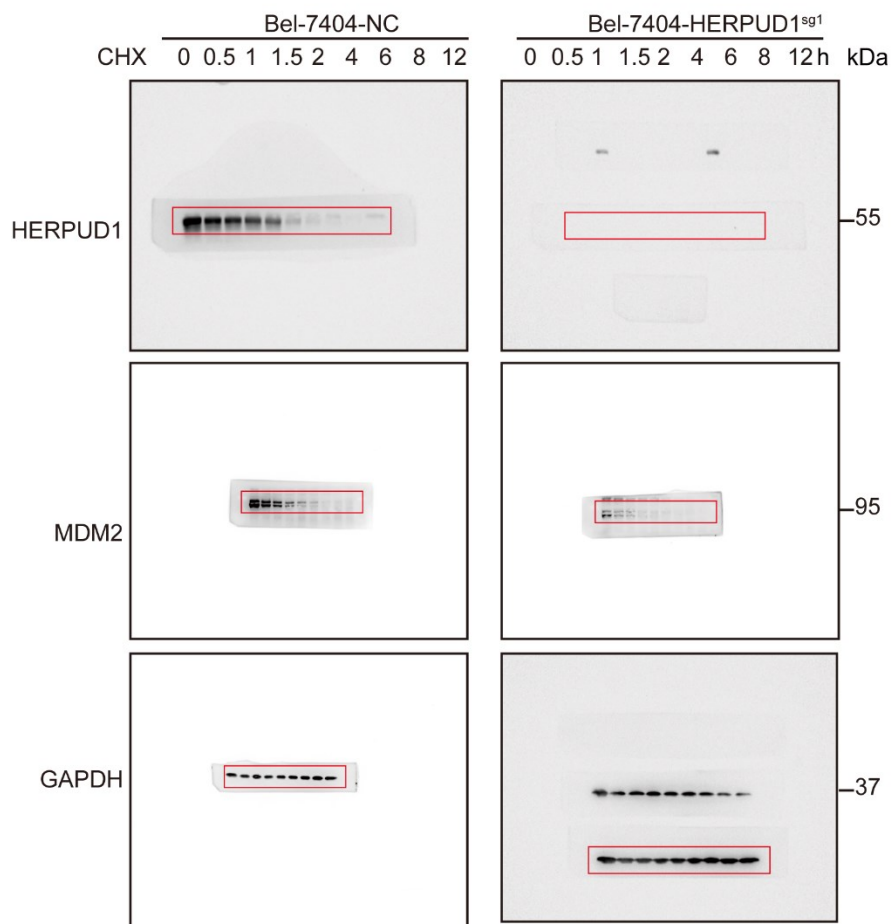 Bel-7404-NC Bel-7404-HERPUD1sg1
CHX 0 0.5 1 1.5 2 4 6 8 12 0 0.5 1 1.5 2 4 6 8 12 h kDa
HERPUD1 55
MDM2 95
GAPDH 37